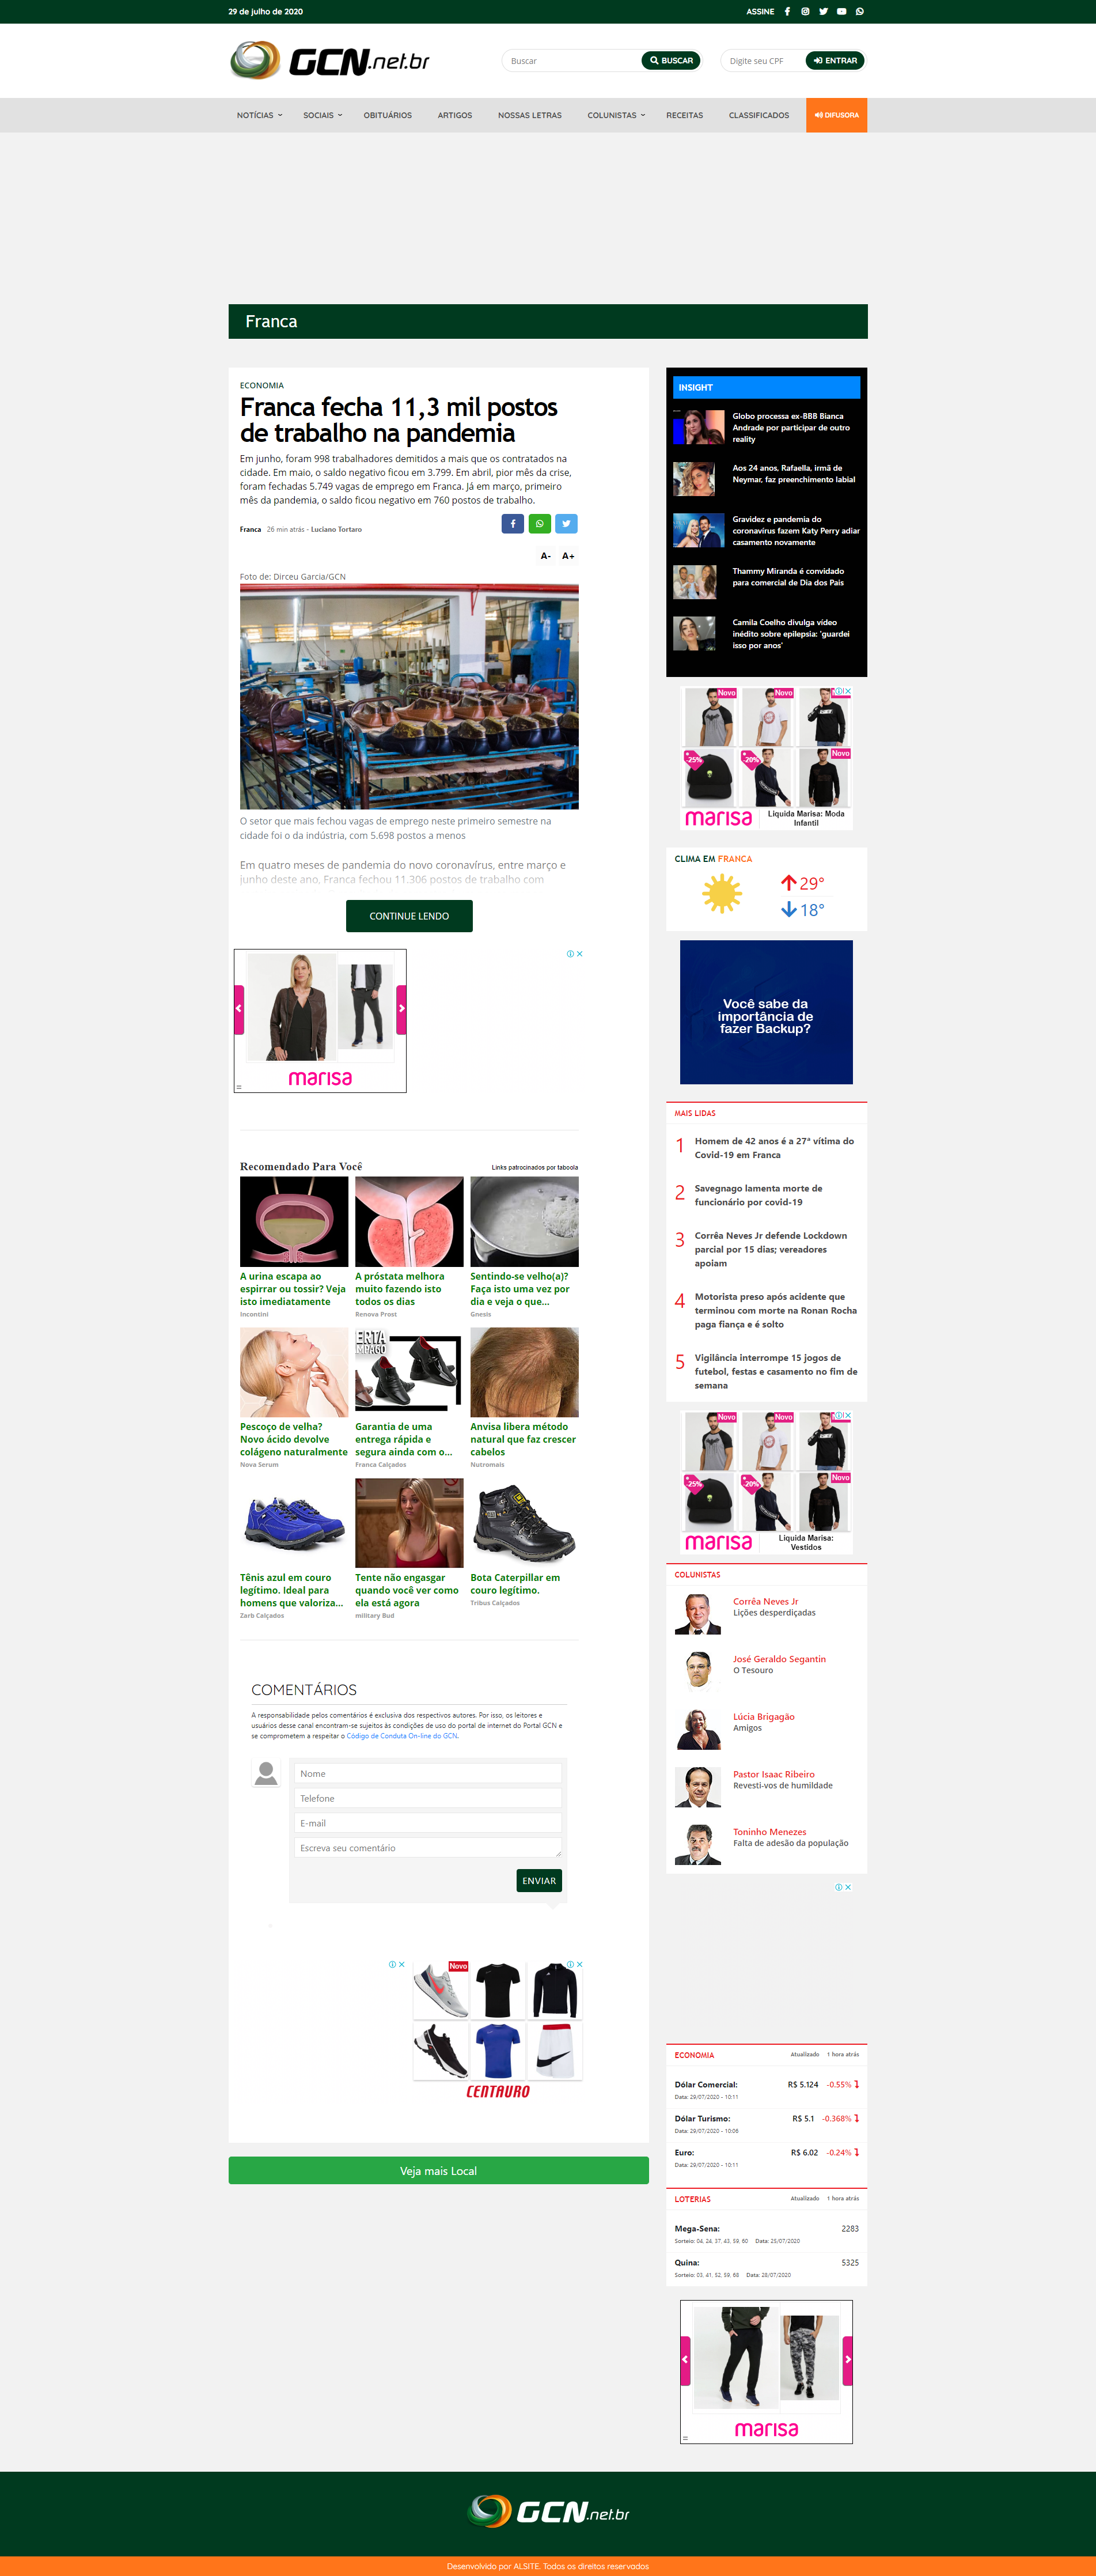 29 de julho de 2020
ASSINE
GCN.net.br
Buscar
BUSCAR
Digite seu CPF
ENTRAR
NOTÍCIAS
SOCIAIS
OBITUÁRIOS
ARTIGOS
NOSSAS LETRAS
COLUNISTAS
RECEITAS
CLASSIFICADOS
DIFUSORA
Franca
ECONOMIA
Franca fecha 11,3 mil postos
de trabalho na pandemia
Em junho, foram 998 trabalhadores demitidos a mais que os contratados na
cidade. Em maio, o saldo negativo ficou em 3.799. Em abril, pior mês da crise,
foram fechadas 5.749 vagas de emprego em Franca. Já em março, primeiro
mês da pandemia, o saldo ficou negativo em 760 postos de trabalho.
Franca · 26 min atrás - Luciano Tortaro
A- A+
Foto de: Dirceu Garcia/GCN
O setor que mais fechou vagas de emprego neste primeiro semestre na
cidade foi o da indústria, com 5.698 postos a menos
Em quatro meses de pandemia do novo coronavírus, entre março e
junho deste ano, Franca fechou 11.306 postos de trabalho com
CONTINUE LENDO
marisa
Recomendado Para Você
Links patrocinados por taboola
A urina escapa ao
espirrar ou tossir? Veja
isto imediatamente
Incontini
A próstata melhora
muito fazendo isto
todos os dias
Renova Prost
Sentindo-se velho(a)?
Faça isto uma vez por
dia e veja o que...
Gnesis
Pescoço de velha?
Novo ácido devolve
colágeno naturalmente
Nova Serum
ERTA
MPAGO
Garantia de uma
entrega rápida e
segura ainda com o...
Franca Calçados
Anvisa libera método
natural que faz crescer
cabelos
Nutromais
Tênis azul em couro
legítimo. Ideal para
homens que valoriza...
Zarb Calçados
Tente não engasgar
quando você ver como
ela está agora
military Bud
Bota Caterpillar em
couro legítimo.
Tribus Calçados
COMENTÁRIOS
A responsabilidade pelos comentários é exclusiva dos respectivos autores. Por isso, os leitores e
usuários desse canal encontram-se sujeitos às condições de uso do portal de internet do Portal GCN e
se comprometem a respeitar o Código de Conduta On-line do GCN.
Nome
Telefone
E-mail
Escreva seu comentário
ENVIAR
Novo
CENTAURO
Veja mais Local
INSIGHT
Globo processa ex-BBB Bianca
Andrade por participar de outro
reality
Aos 24 anos, Rafaella, irmã de
Neymar, faz preenchimento labial
Gravidez e pandemia do
coronavírus fazem Katy Perry adiar
casamento novamente
Thammy Miranda é convidado
para comercial de Dia dos Pais
Camila Coelho divulga vídeo
inédito sobre epilepsia: 'guardei
isso por anos'
Novo
Novo
-25%
-20%
Novo
marisa
Liquida Marisa: Moda
Infantil
CLIMA EM FRANCA
29°
18°
Você sabe da
importância de
fazer Backup?
MAIS LIDAS
1 Homem de 42 anos é a 27ª vítima do
Covid-19 em Franca
2 Savegnago lamenta morte de
funcionário por covid-19
3 Corrêa Neves Jr defende Lockdown
parcial por 15 dias; vereadores
apoiam
4 Motorista preso após acidente que
terminou com morte na Ronan Rocha
paga fiança e é solto
5 Vigilância interrompe 15 jogos de
futebol, festas e casamento no fim de
semana
Novo
Novo
-25%
-20%
Novo
marisa
Liquida Marisa:
Vestidos
COLUNISTAS
Corrêa Neves Jr
Lições desperdiçadas
José Geraldo Segantin
O Tesouro
Lúcia Brigagão
Amigos
Pastor Isaac Ribeiro
Revesti-vos de humildade
Toninho Menezes
Falta de adesão da população
ECONOMIA
Atualizado 1 hora atrás
Dólar Comercial: R$ 5.124 -0.55%
Data: 29/07/2020 - 10:11
Dólar Turismo: R$ 5.1 -0.368%
Data: 29/07/2020 - 10:06
Euro: R$ 6.02 -0.24%
Data: 29/07/2020 - 10:11
LOTERIAS
Atualizado 1 hora atrás
Mega-Sena: 2283
Sorteio: 04, 24, 37, 43, 59, 60 Data: 25/07/2020
Quina: 5325
Sorteio: 03, 41, 52, 59, 68 Data: 28/07/2020
marisa
GCN.net.br
Desenvolvido por ALSITE. Todos os direitos reservados